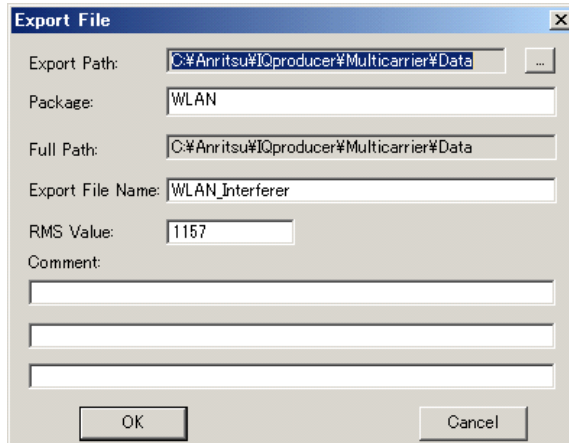 Export File
Export Path: C:¥Anritsu¥IQproducer¥Multicarrier¥Data ...
Package: WLAN
Full Path: C:¥Anritsu¥IQproducer¥Multicarrier¥Data
Export File Name: WLAN_Interferer
RMS Value: 1157
Comment:
OK Cancel